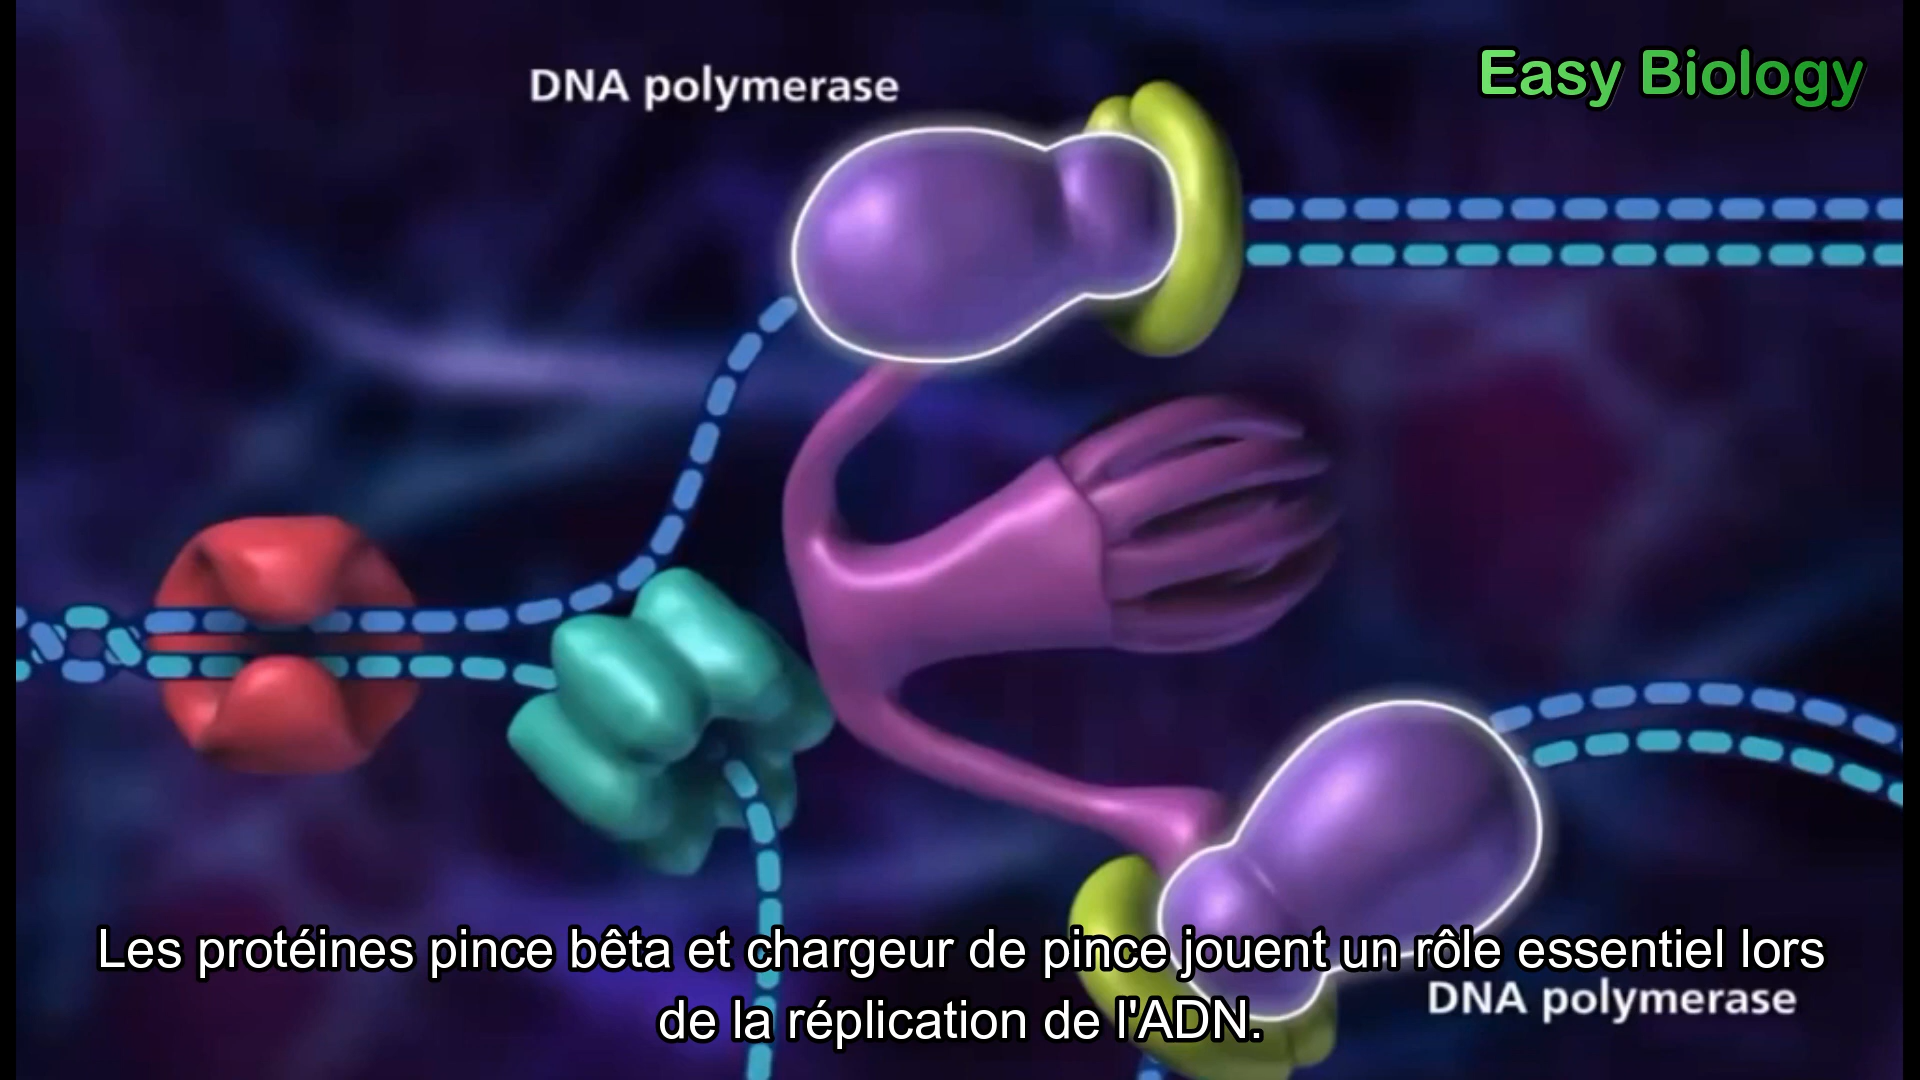 DNA polymerase
Easy Biology
Les protéines pince bêta et chargeur de pince jouent un rôle essentiel lors
de la réplication de l'ADN.
DNA polymerase